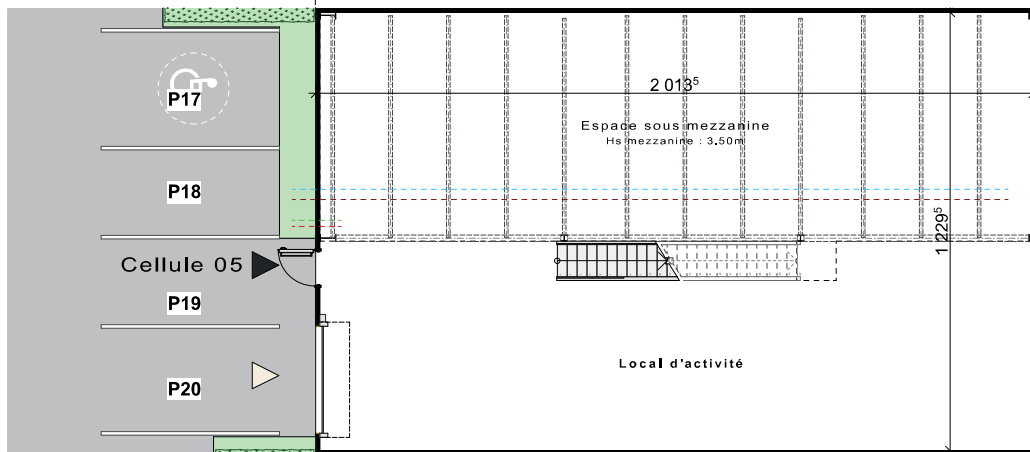 P17
2 013⁵
Espace sous mezzanine
Hs mezzanine : 3,50m
P18
1 229⁵
Cellule 05
P19
Local d'activité
P20